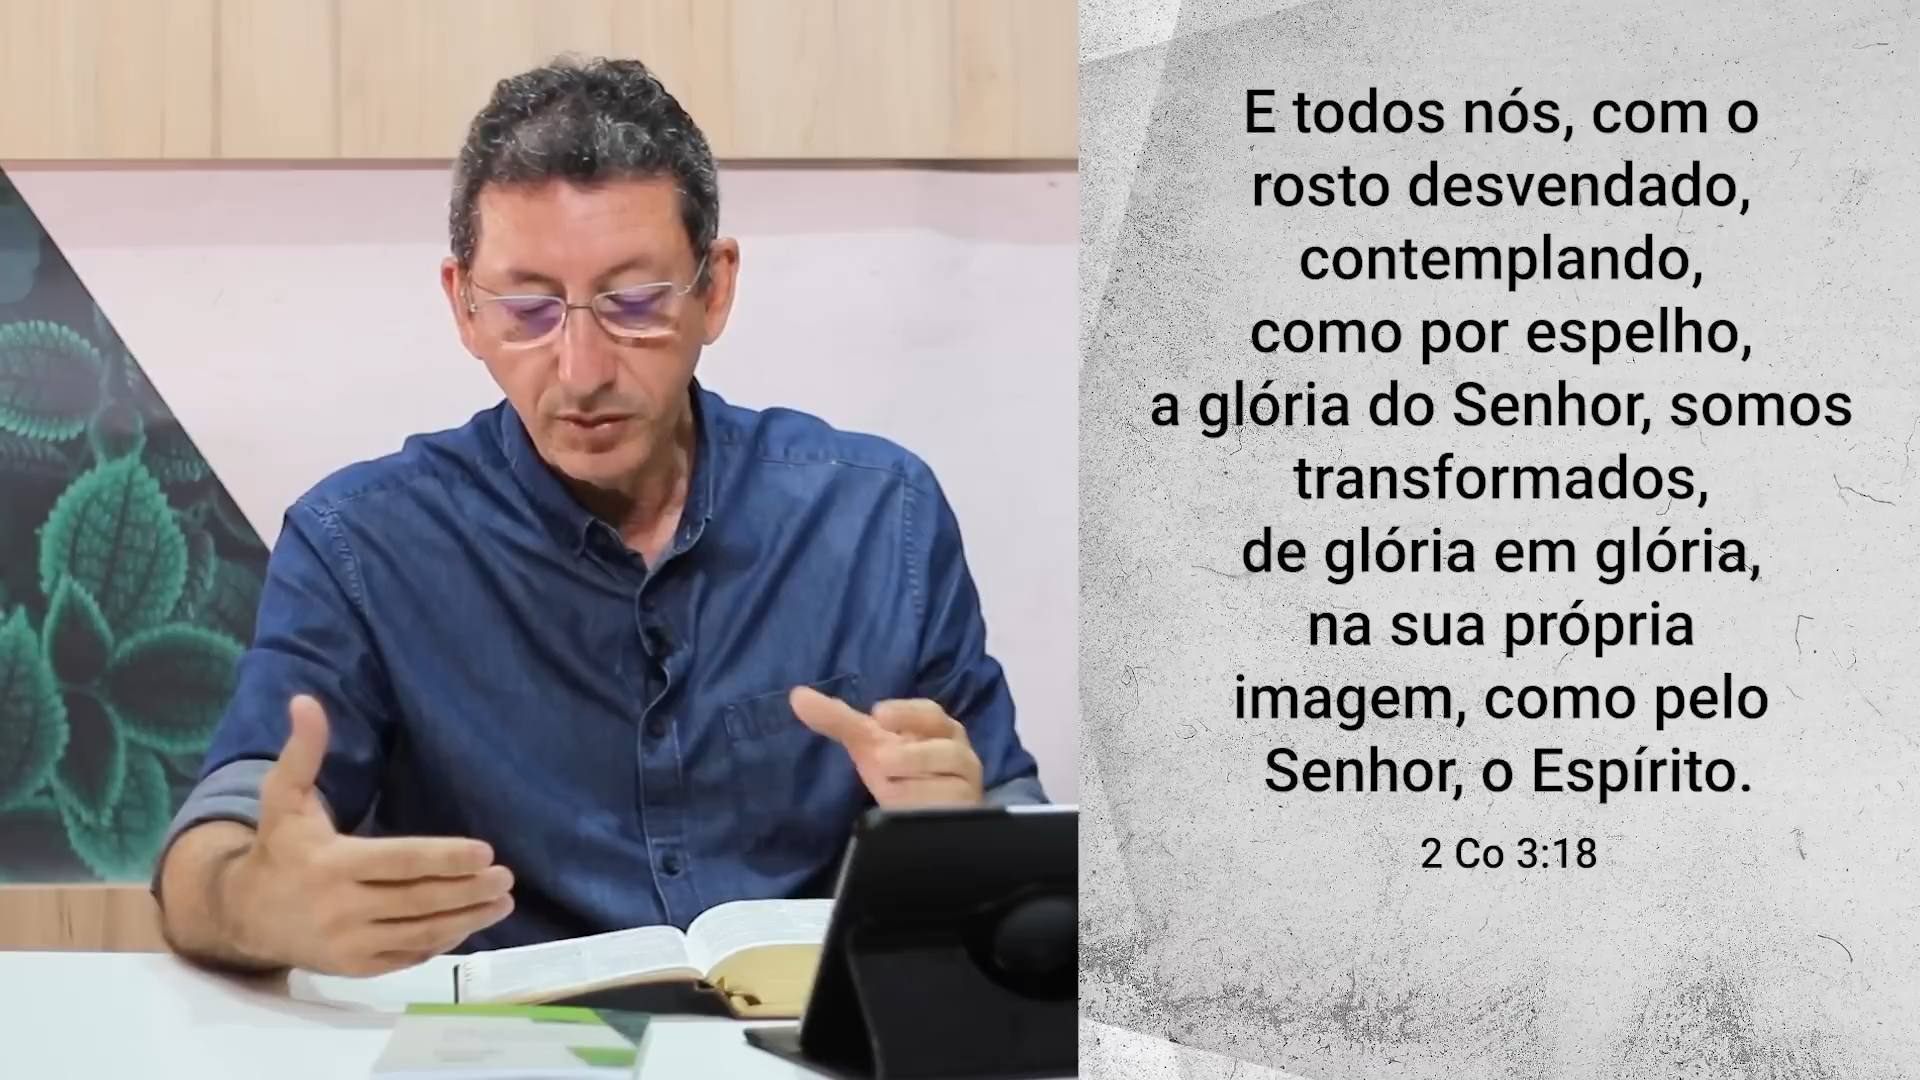 E todos nós, com o
rosto desvendado,
contemplando,
como por espelho,
a glória do Senhor, somos
transformados,
de glória em glória,
na sua própria
imagem, como pelo
Senhor, o Espírito.
2 Co 3:18